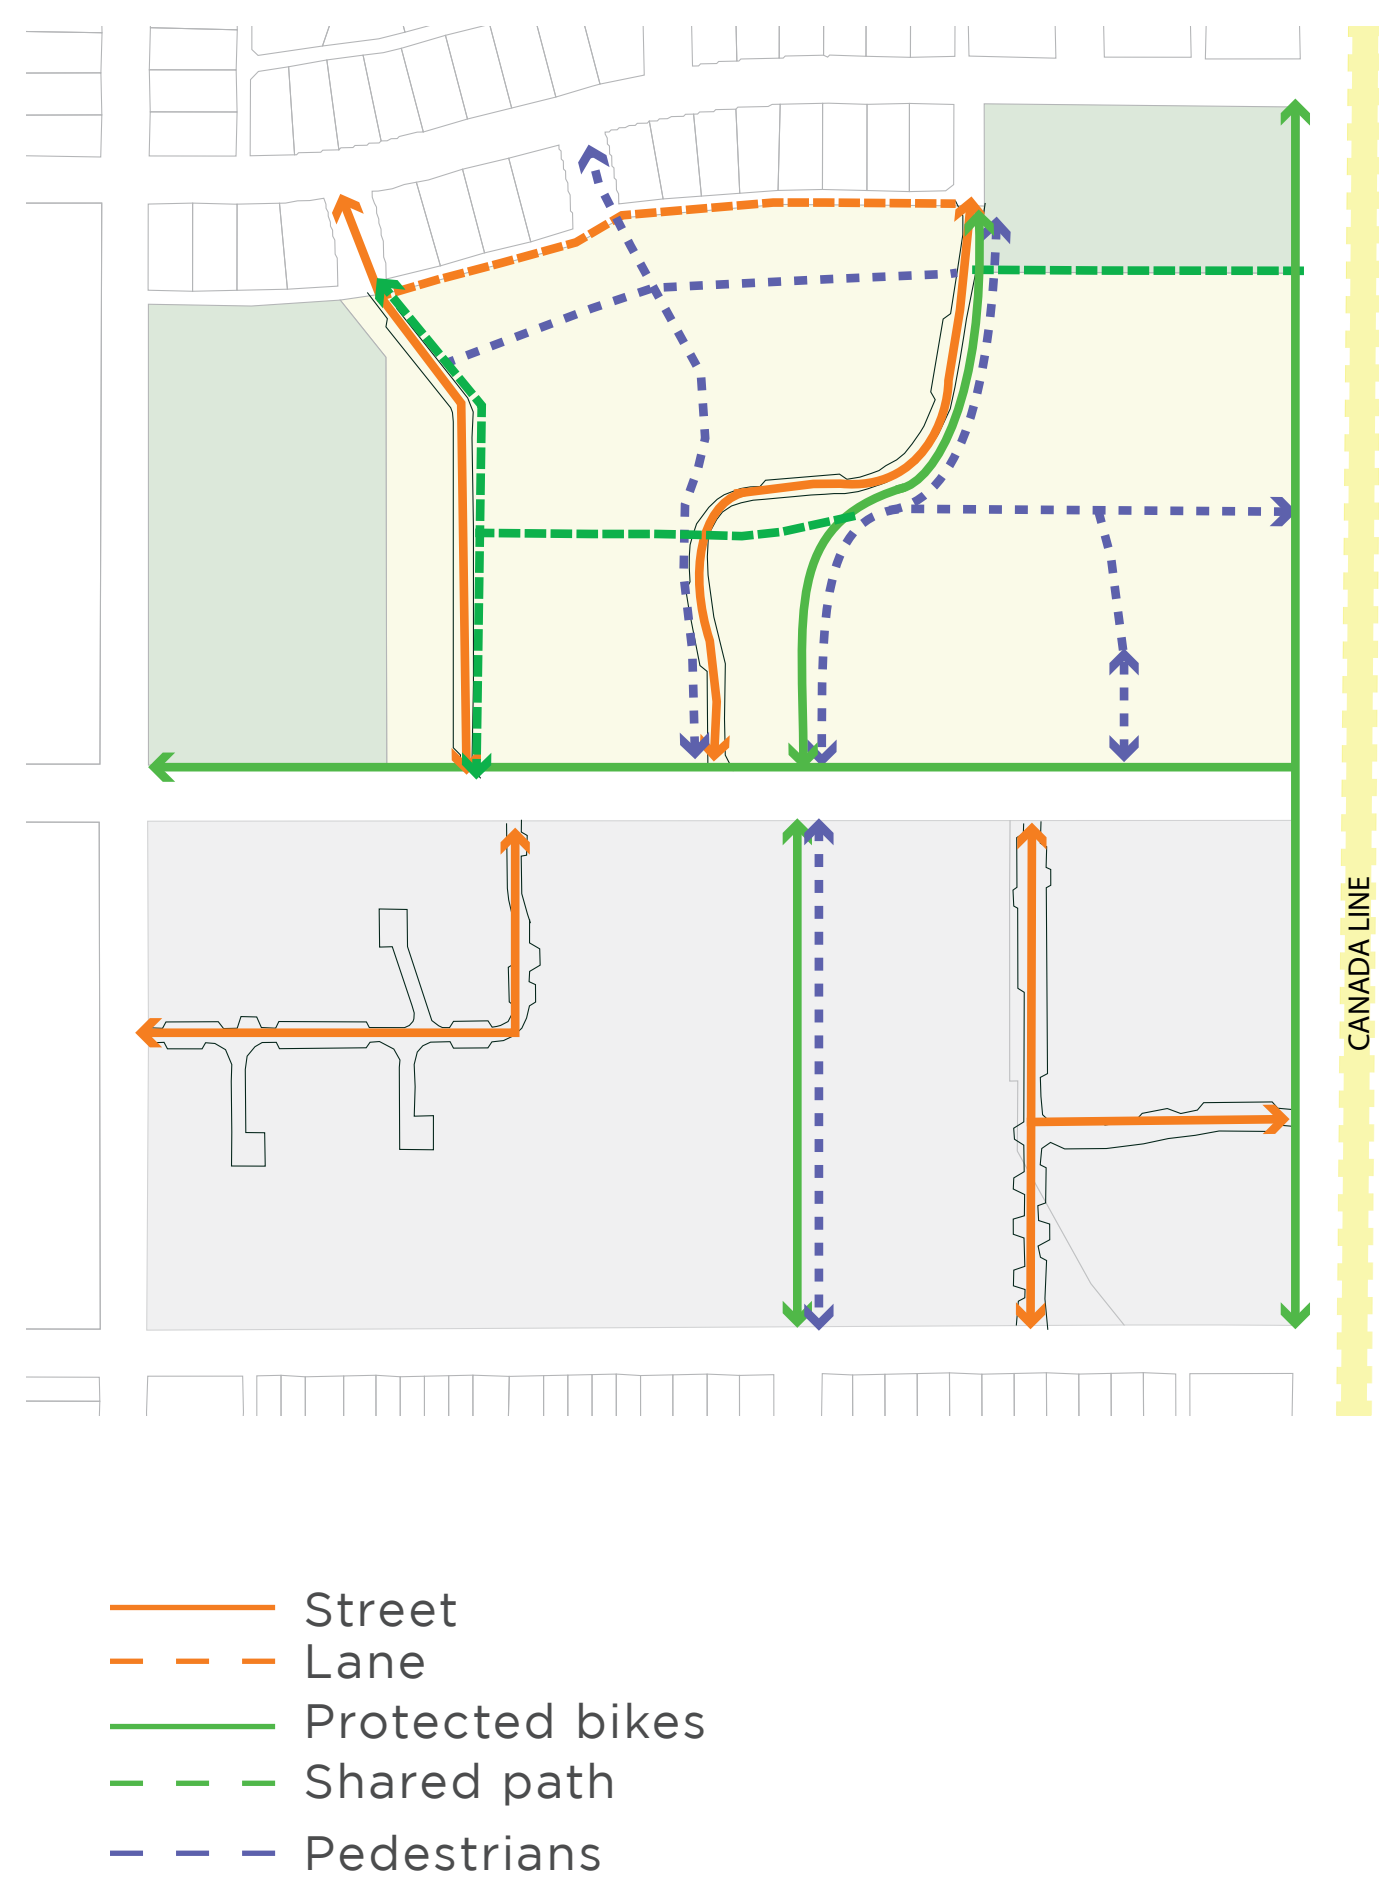 CANADA LINE
Street
Lane
Protected bikes
Shared path
Pedestrians